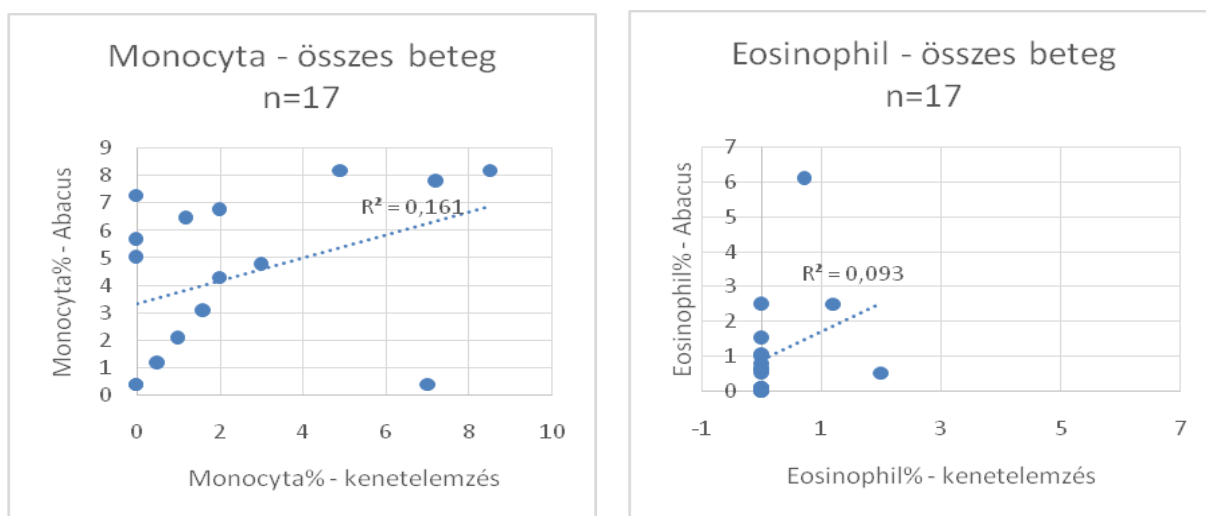 Monocyta - összes beteg
n=17
9
8
7
6
5
4
3
2
1
0
R² = 0,161
0 2 4 6 8 10
Monocyta% - Abacus
Monocyta% - kenetelemzés
Eosinophil - összes beteg
n=17
7
6
5
4
3
2
1
0
R² = 0,093
-1 1 3 5 7
Eosinophil% - Abacus
Eosinophil% - kenetelemzés